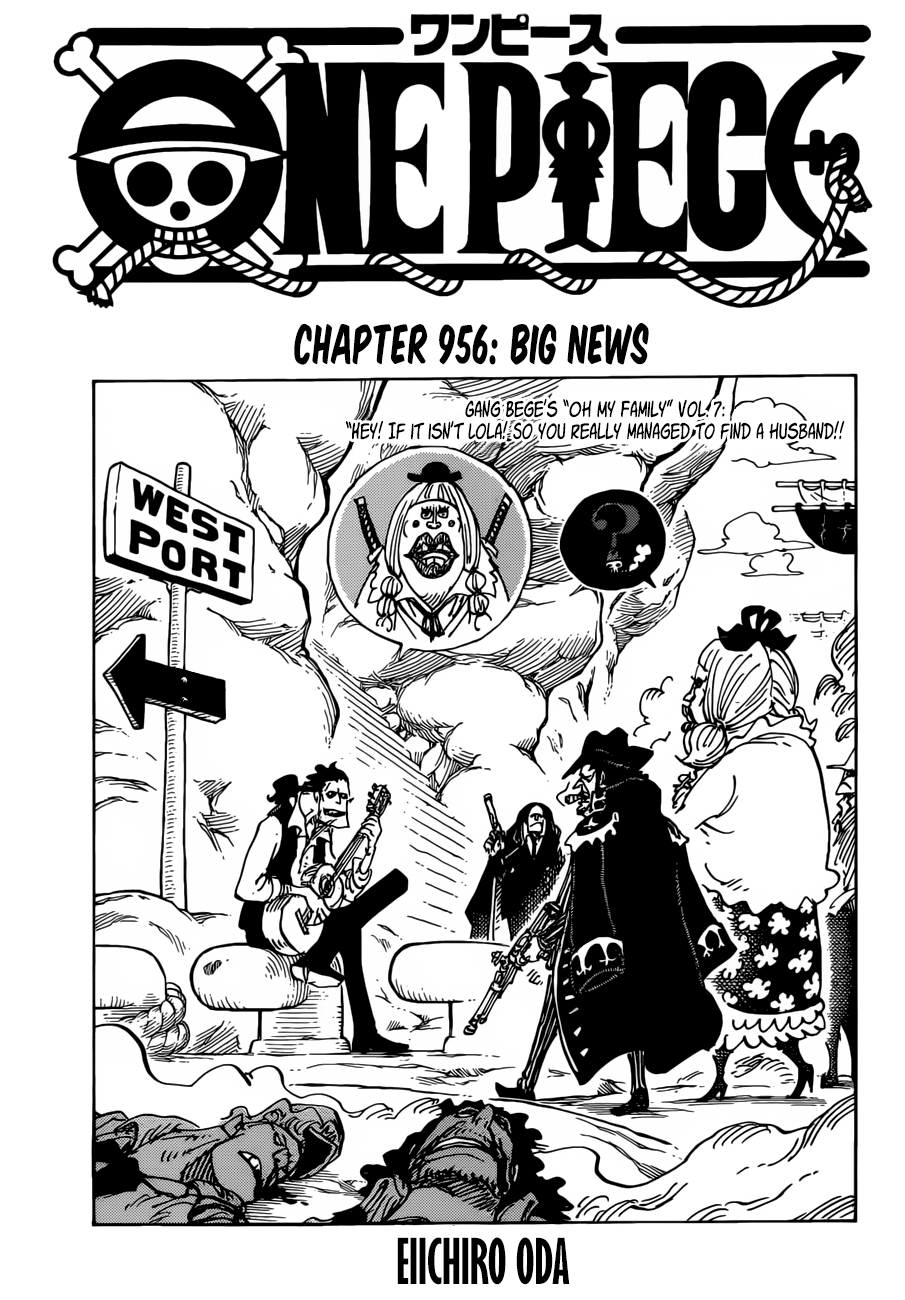 ワンピース
ONE PIECE
CHAPTER 956: BIG NEWS
GANG BEGE'S "OH MY FAMILY" VOL. 7:
"HEY! IF IT ISN'T LOLA! SO YOU REALLY MANAGED TO FIND A HUSBAND!!
?
WEST
PORT
EIICHIRO ODA